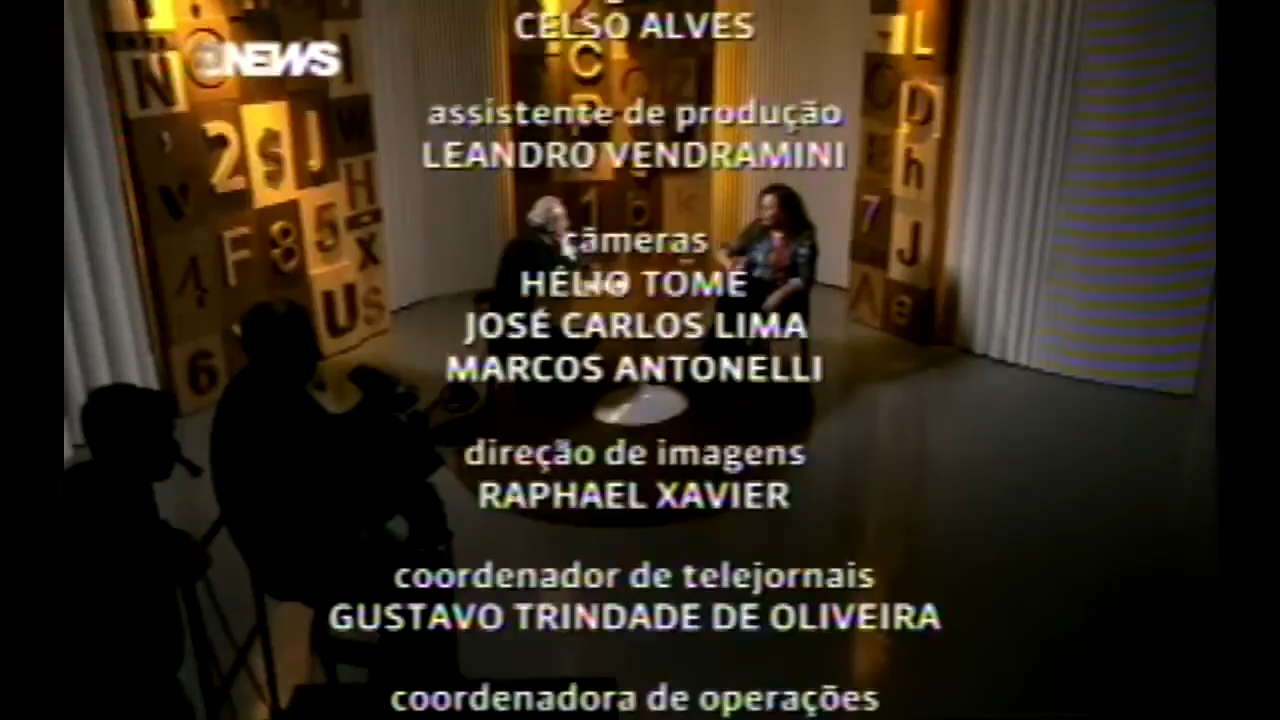 CELSO ALVES
NEWS
assistente de produção
LEANDRO VENDRAMINI
câmeras
HÉLIO TOMÉ
JOSÉ CARLOS LIMA
MARCOS ANTONELLI
direção de imagens
RAPHAEL XAVIER
coordenador de telejornais
GUSTAVO TRINDADE DE OLIVEIRA
coordenadora de operações